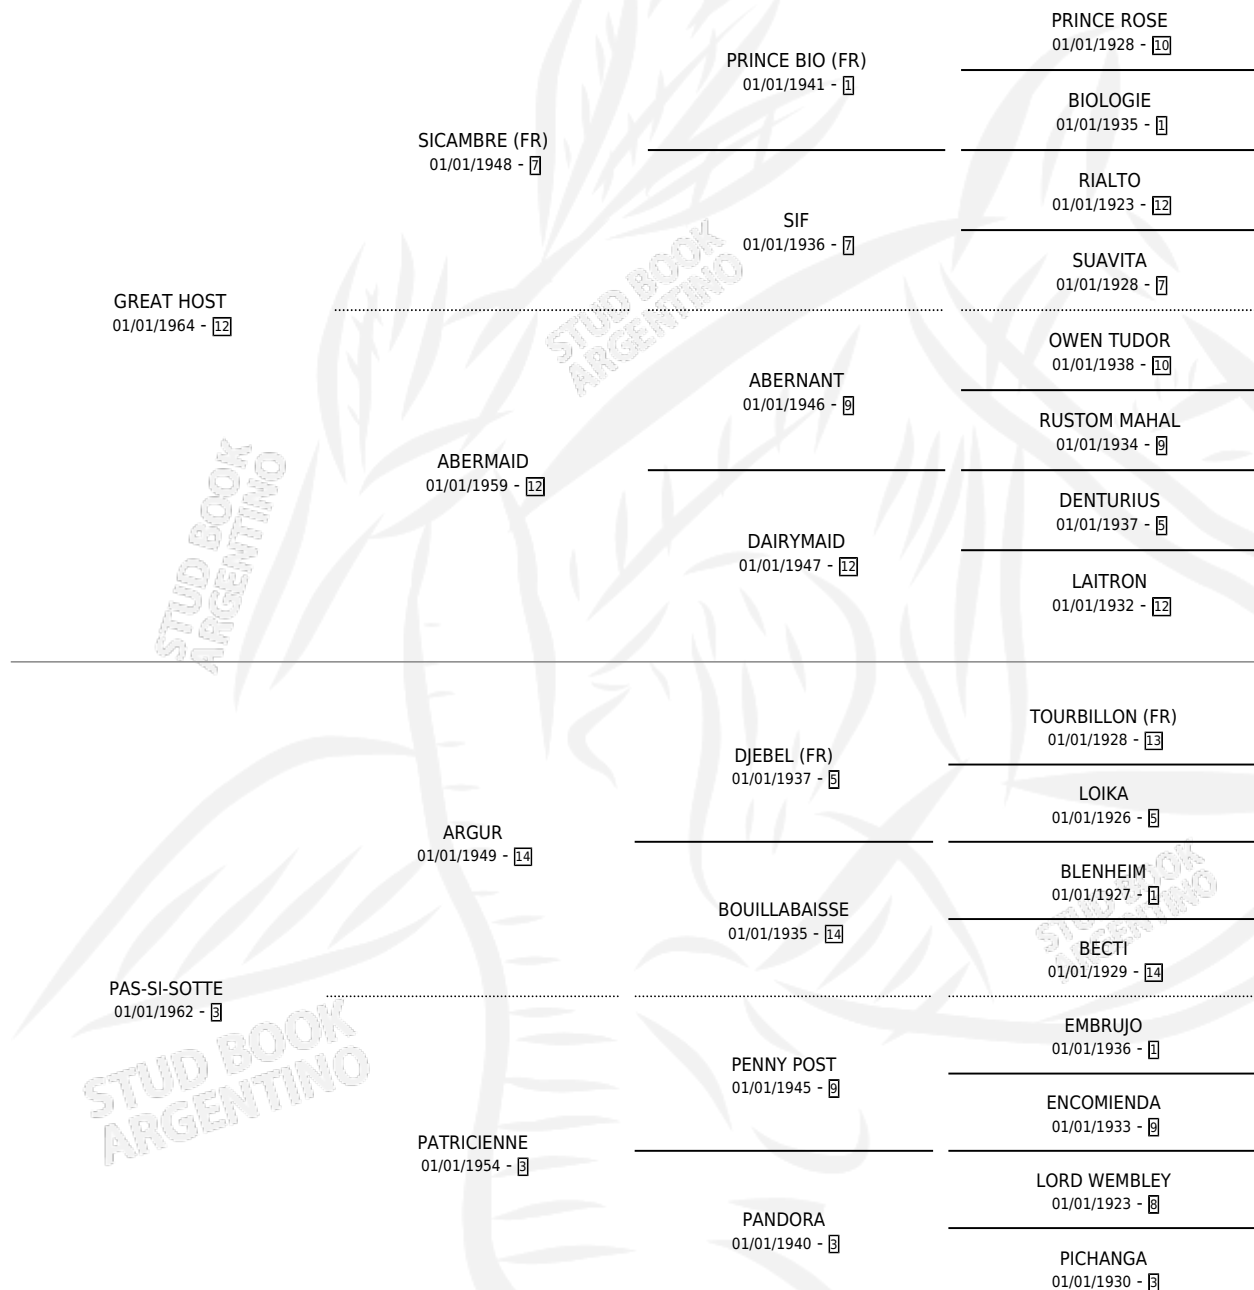 PRINCE ROSE
01/01/1928 - 10
PRINCE BIO (FR)
01/01/1941 - 1
BIOLOGIE
01/01/1935 - 1
SICAMBRE (FR)
01/01/1948 - 7
RIALTO
01/01/1923 - 12
SIF
01/01/1936 - 7
SUAVITA
01/01/1928 - 7
GREAT HOST
01/01/1964 - 12
STUD BOOK
ARGENTINO
OWEN TUDOR
01/01/1938 - 10
ABERNANT
01/01/1946 - 9
RUSTOM MAHAL
01/01/1934 - 9
ABERMAID
01/01/1959 - 12
DENTURIUS
01/01/1937 - 5
DAIRYMAID
01/01/1947 - 12
LAITRON
01/01/1932 - 12
STUD BOOK
ARGENTINO
TOURBILLON (FR)
01/01/1928 - 13
DJEBEL (FR)
01/01/1937 - 5
LOIKA
01/01/1926 - 5
ARGUR
01/01/1949 - 14
BLENHEIM
01/01/1927 - 1
BOUILLABAISSE
01/01/1935 - 14
BECTI
01/01/1929 - 14
STUD BOOK
ARGENTINO
PAS-SI-SOTTE
01/01/1962 - 3
EMBRUJO
01/01/1936 - 1
PENNY POST
01/01/1945 - 9
ENCOMIENDA
01/01/1933 - 9
STUD BOOK
ARGENTINO
PATRICIENNE
01/01/1954 - 3
LORD WEMBLEY
01/01/1923 - 8
PANDORA
01/01/1940 - 3
PICHANGA
01/01/1930 - 3